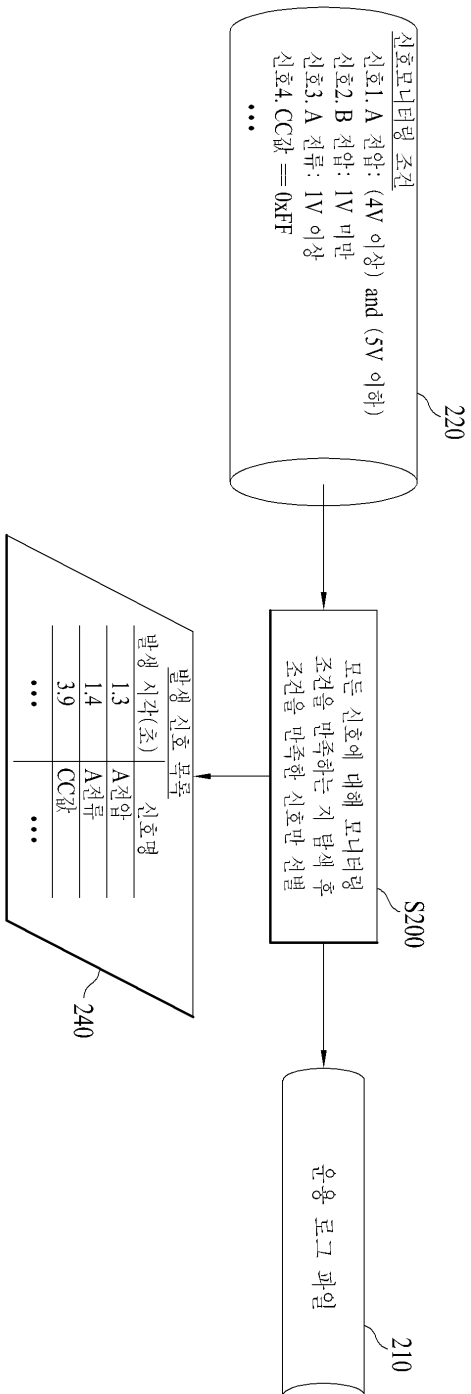 신호모니터링 조건
신호1. A 전압: (4V 이상) and (5V 이하)
신호2. B 전압: 1V 미만
신호3. A 전류: 1V 이상
신호4. CC값 == 0xFF
•••
220
모든 신호에 대해 모니터링
조건을 만족하는 지 탐색 후
조건을 만족한 신호만 선별
S200
운용 로그 파일
210
발생 신호 목록
발생 시각(초) 신호명
1.3 A전압
1.4 A전류
3.9 CC값
••• •••
240